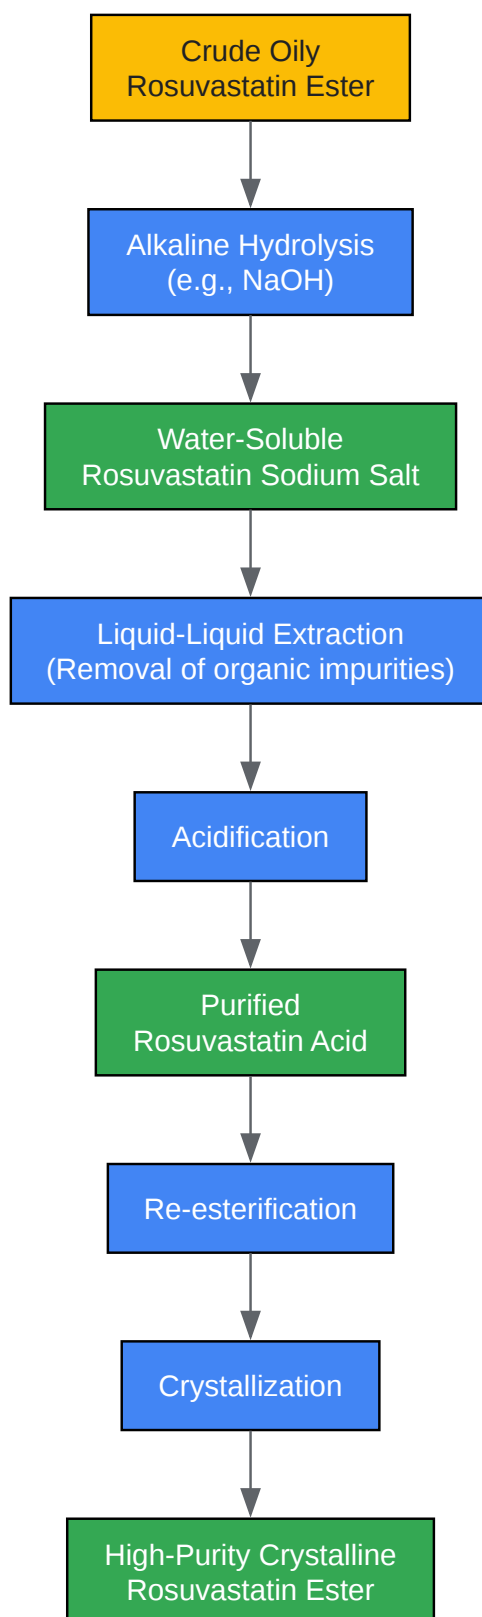 Crude Oily
Rosuvastatin Ester
Alkaline Hydrolysis
(e.g., NaOH)
Water-Soluble
Rosuvastatin Sodium Salt
Liquid-Liquid Extraction
(Removal of organic impurities)
Acidification
Purified
Rosuvastatin Acid
Re-esterification
Crystallization
High-Purity Crystalline
Rosuvastatin Ester